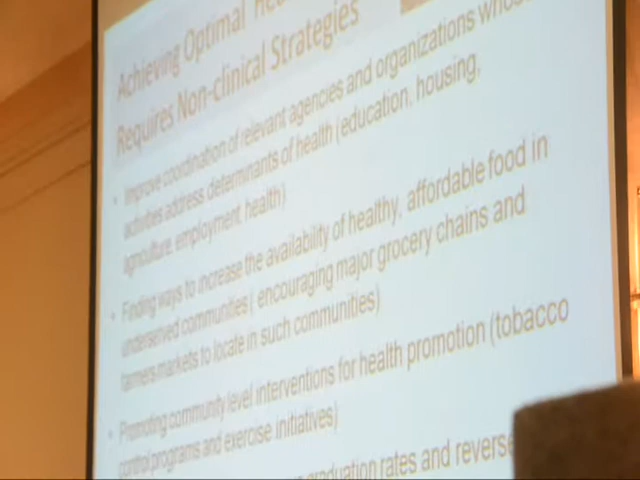 Achieving Optimal
Requires Non-clinical Strategies
Improve coordination of relevant agencies and organizations whose
activities address determinants of health (education, housing,
agriculture, employment, health)
Finding ways to increase the availability of healthy, affordable food in
underserved communities ( encouraging major grocery chains and
farmers markets to locate in such communities)
Promoting community level interventions for health promotion (tobacco
control programs and exercise initiatives)
graduation rates and reverse